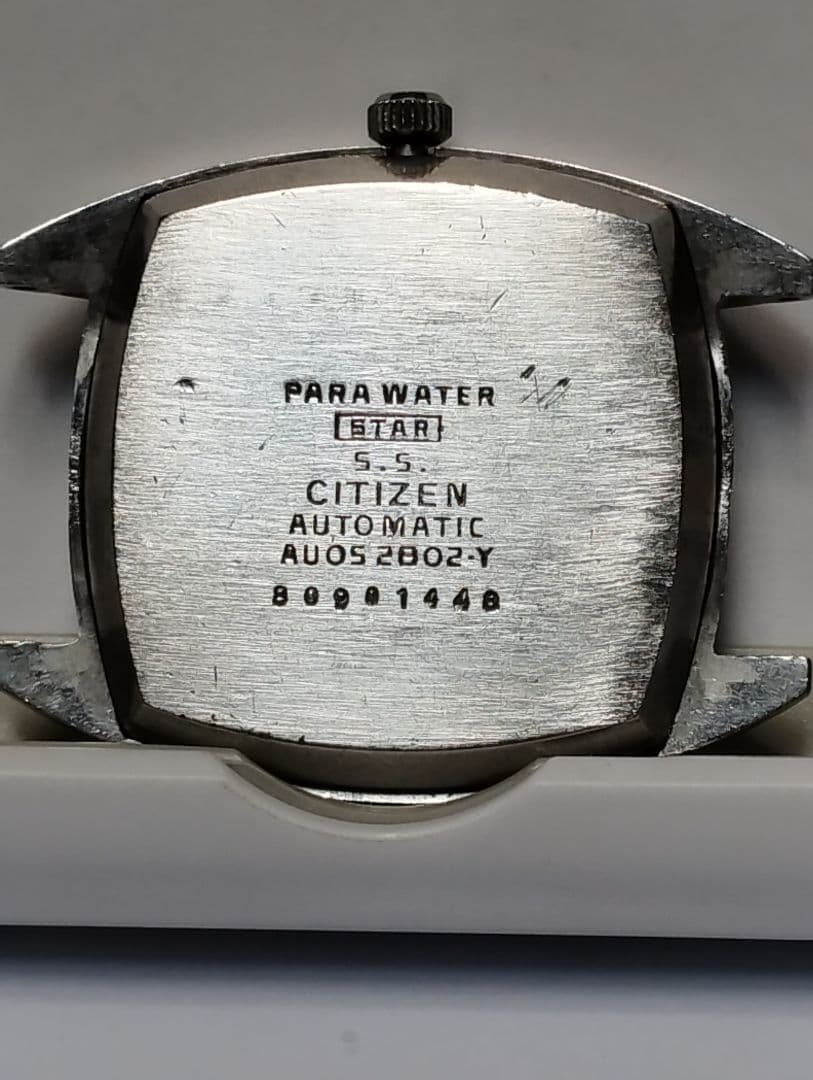 PARA WATER
STAR
S.S.
CITIZEN
AUTOMATIC
AUOS 2802-Y
80901448